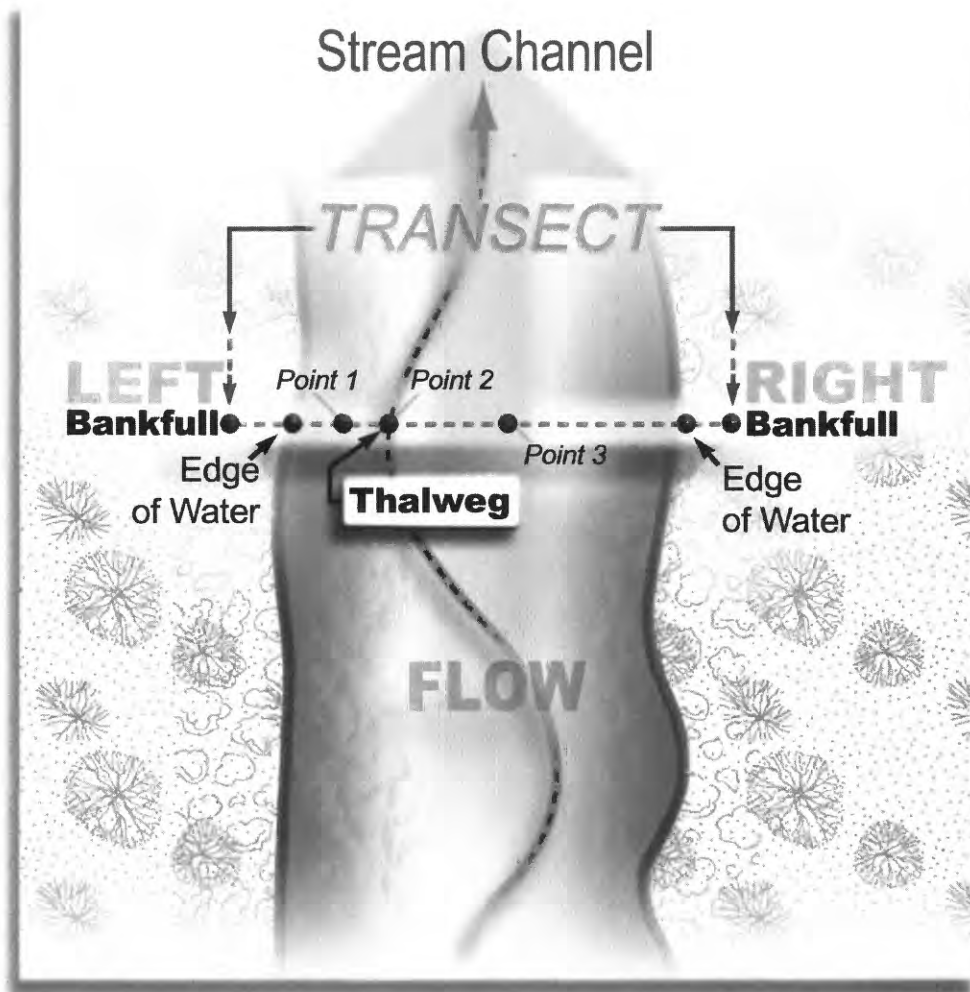 Stream Channel
TRANSECT
LEFT
RIGHT
Point 1
Point 2
Bankfull
Bankfull
Point 3
Edge
of Water
Edge
of Water
Thalweg
FLOW